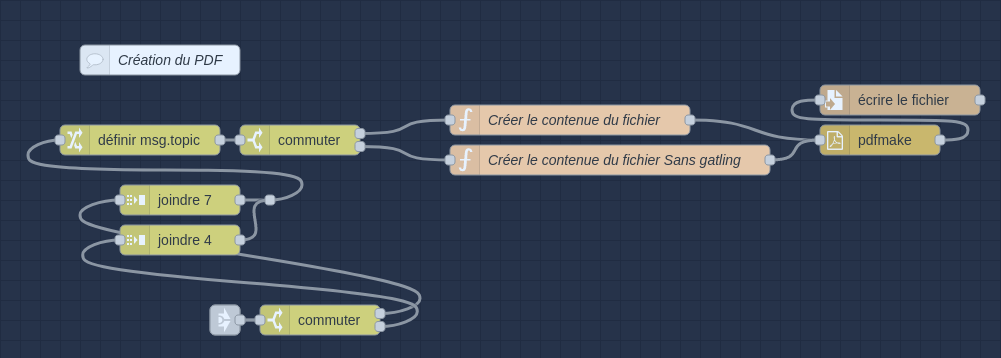 Création du PDF
écrire le fichier
définir msg.topic
commuter
Créer le contenue du fichier
pdfmake
Créer le contenue du fichier Sans gatling
joindre 7
joindre 4
commuter